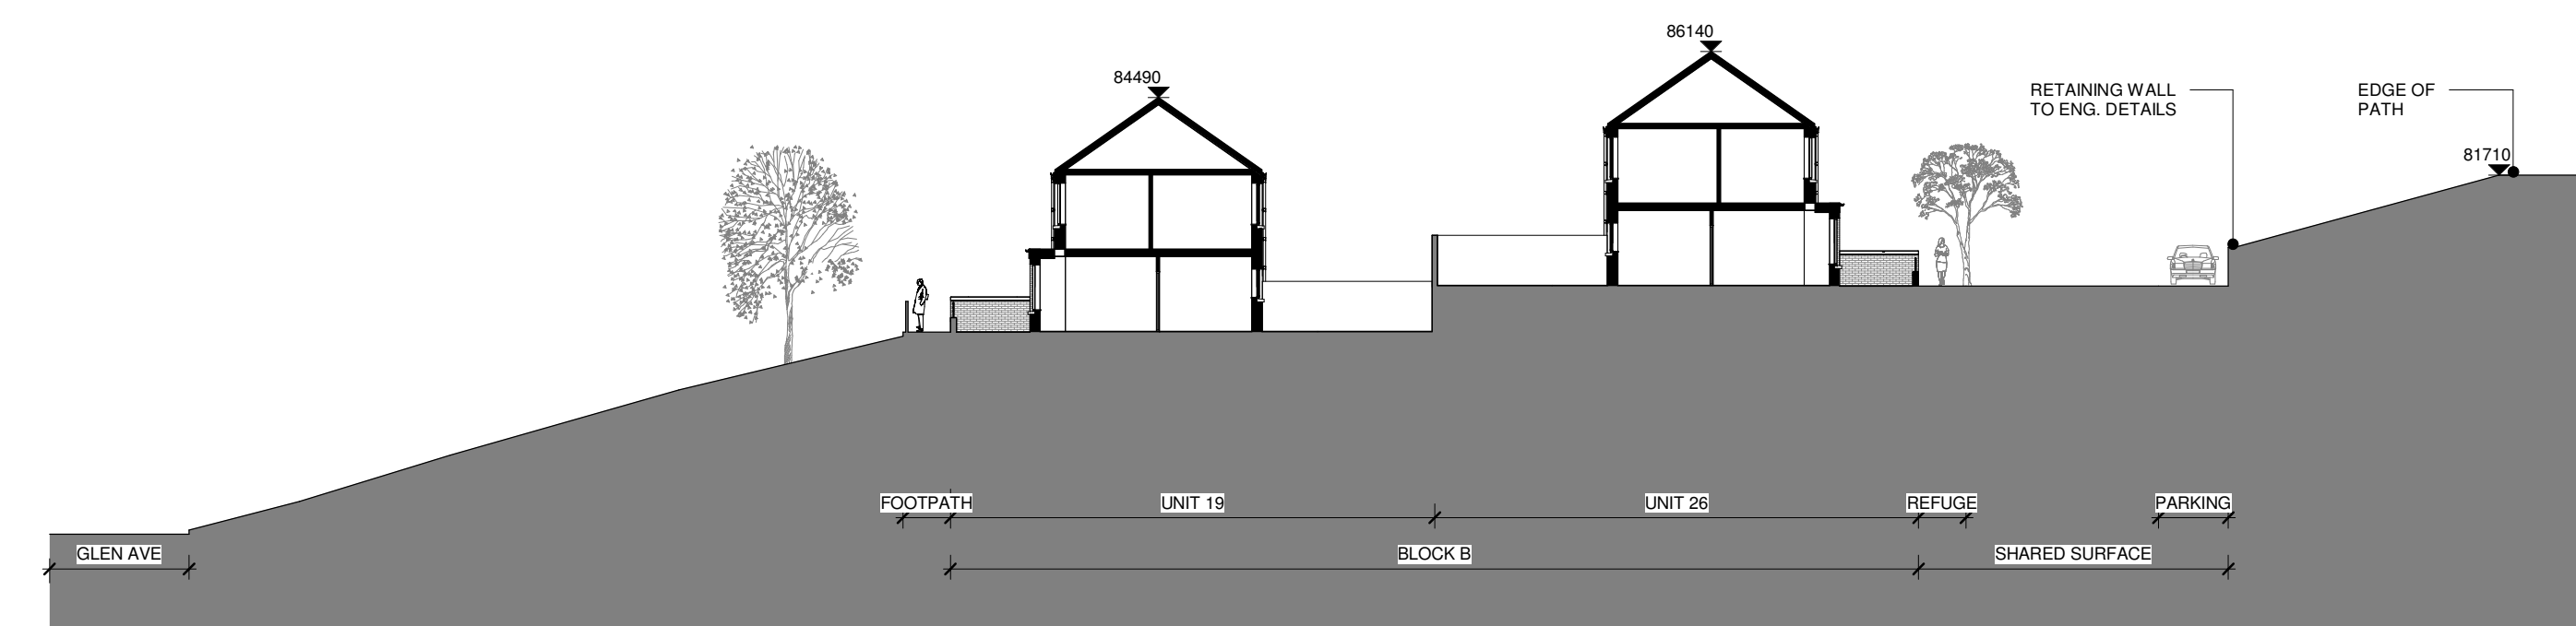 86140
84490
RETAINING WALL
TO ENG. DETAILS
EDGE OF
PATH
81710
FOOTPATH
UNIT 19
UNIT 26
REFUGE
PARKING
GLEN AVE
BLOCK B
SHARED SURFACE